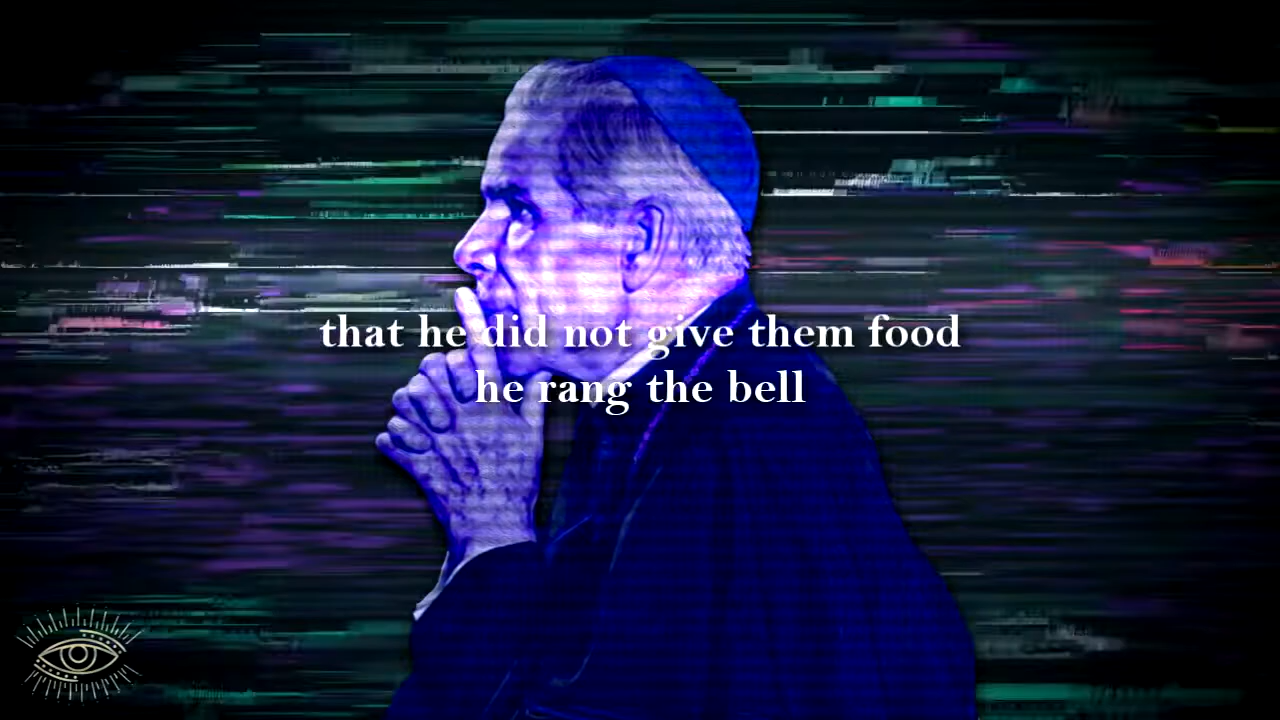 that he did not give them food
he rang the bell